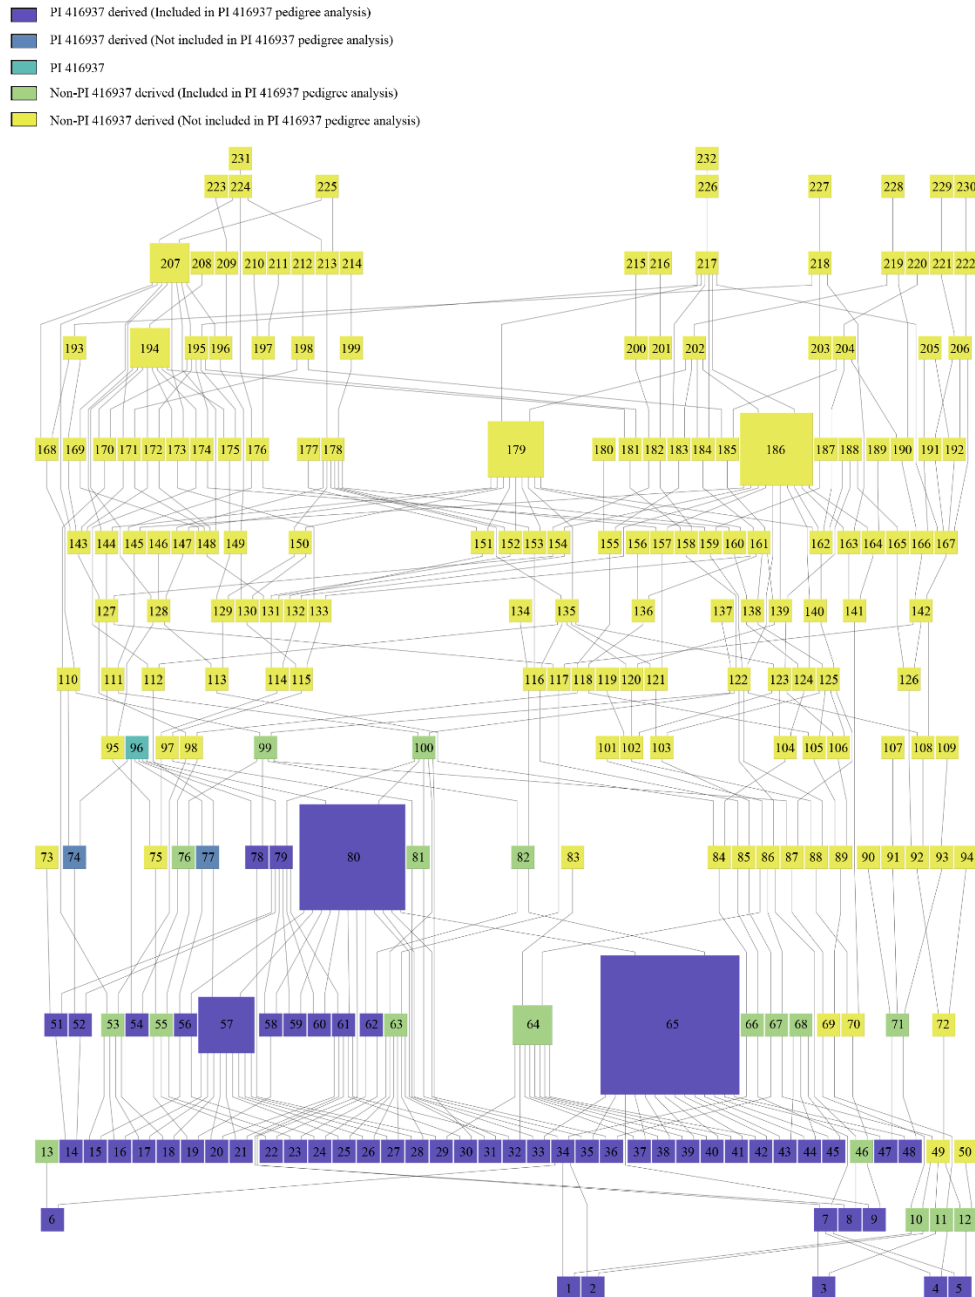 PI 416937 derived (Included in PI 416937 pedigree analysis)
PI 416937 derived (Not included in PI 416937 pedigree analysis)
PI 416937
Non-PI 416937 derived (Included in PI 416937 pedigree analysis)
Non-PI 416937 derived (Not included in PI 416937 pedigree analysis)
231 232
223 224 225 226 227 228 229 230
207 208 209 210 211 212 213 214 215 216 217 218 219 220 221 222
193 194 195 196 197 198 199 200 201 202 203 204 205 206
168 169 170 171 172 173 174 175 176 177 178 179 180 181 182 183 184 185 186 187 188 189 190 191 192
143 144 145 146 147 148 149 150 151 152 153 154 155 156 157 158 159 160 161 162 163 164 165 166 167
127 128 129 130 131 132 133 134 135 136 137 138 139 140 141 142
110 111 112 113 114 115 116 117 118 119 120 121 122 123 124 125 126
95 96 97 98 99 100 101 102 103 104 105 106 107 108 109
73 74 75 76 77 78 79 80 81 82 83 84 85 86 87 88 89 90 91 92 93 94
51 52 53 54 55 56 57 58 59 60 61 62 63 64 65 66 67 68 69 70 71 72
13 14 15 16 17 18 19 20 21 22 23 24 25 26 27 28 29 30 31 32 33 34 35 36 37 38 39 40 41 42 43 44 45 46 47 48 49 50
6 7 8 9 10 11 12
1 2 3 4 5